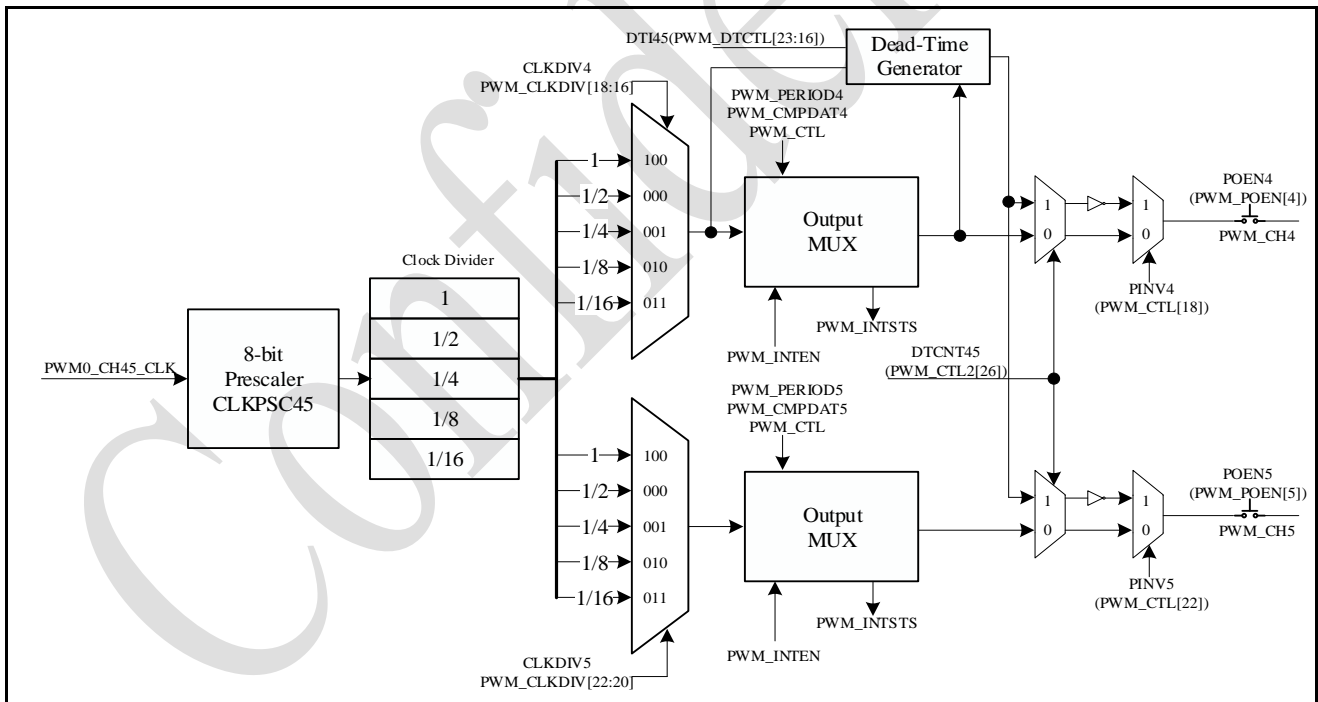 DTI45(PWM_DTCTL[23:16])
Dead-Time
Generator
CLKDIV4
PWM_CLKDIV[18:16]
PWM_PERIOD4
PWM_CMPDAT4
PWM_CTL
1
100
1/2
000
1/4
001
1/8
010
1/16
011
Output
MUX
1
0
1
0
POEN4
(PWM_POEN[4])
PWM_CH4
PINV4
(PWM_CTL[18])
PWM_INTSTS
PWM_INTEN
Clock Divider
1
1/2
1/4
1/8
1/16
PWM0_CH45_CLK
8-bit
Prescaler
CLKPSC45
DTCNT45
(PWM_CTL2[26])
PWM_PERIOD5
PWM_CMPDAT5
PWM_CTL
1
100
1/2
000
1/4
001
1/8
010
1/16
011
Output
MUX
1
0
1
0
POEN5
(PWM_POEN[5])
PWM_CH5
PINV5
(PWM_CTL[22])
PWM_INTSTS
PWM_INTEN
CLKDIV5
PWM_CLKDIV[22:20]
Confide